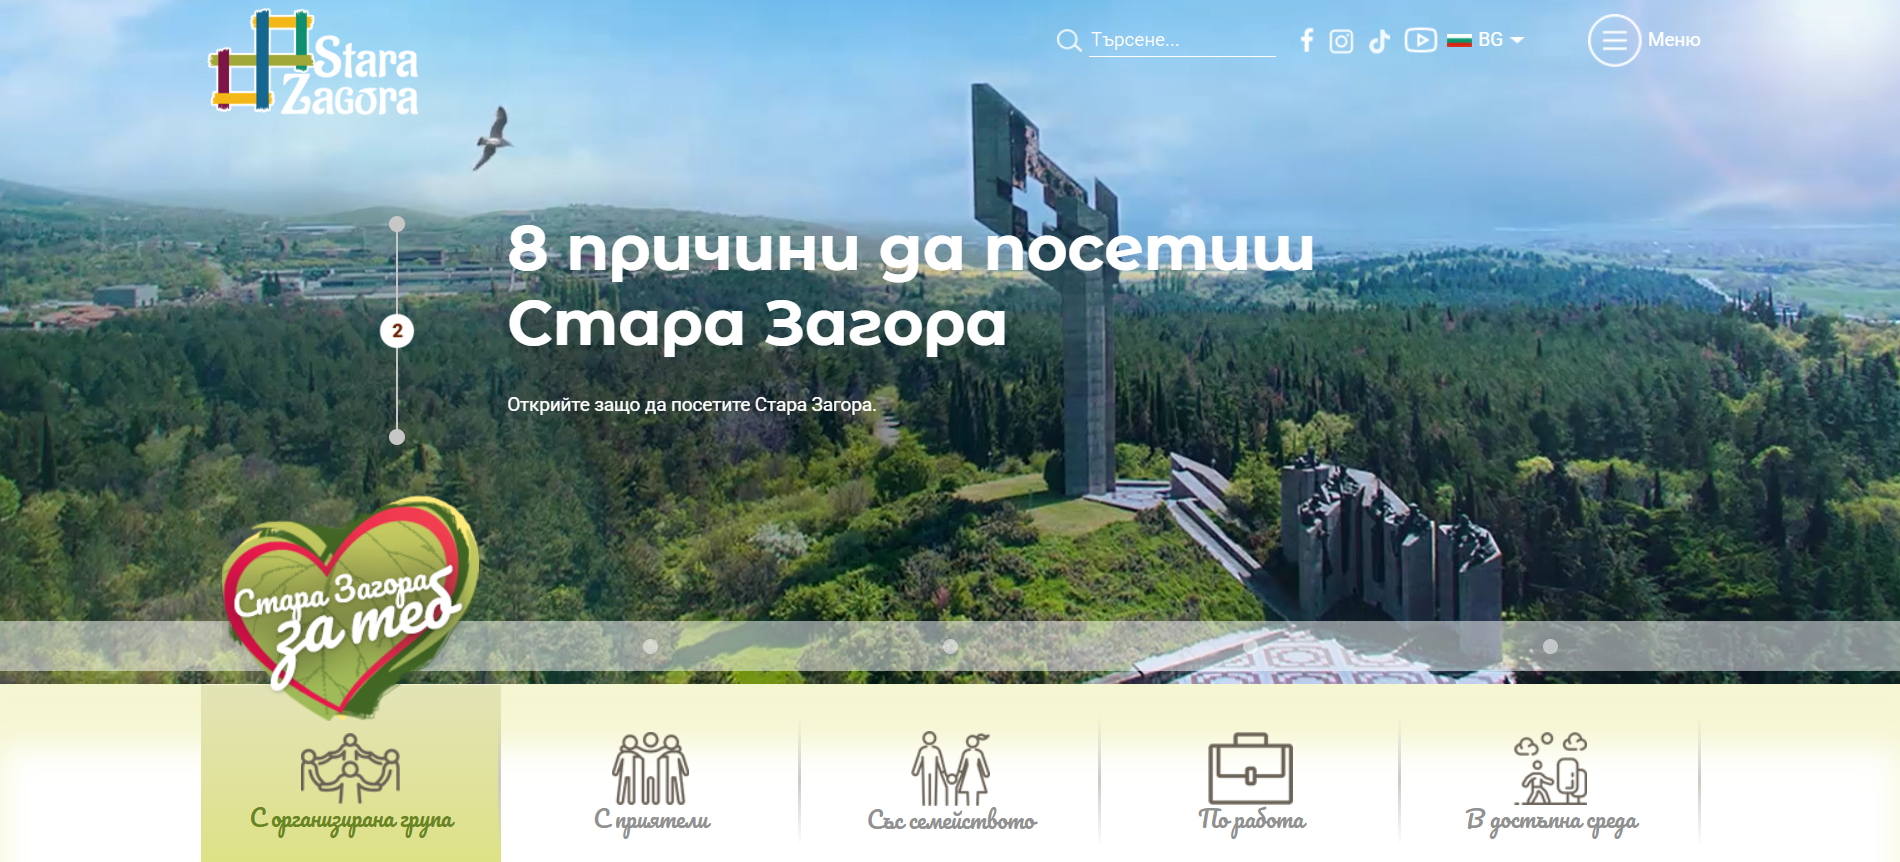 Stara
Zagora
Търсене...
BG
Меню
8 причини да посетиш
Стара Загора
2
Открийте защо да посетите Стара Загора.
Стара Загора
за теб
С организирана група
С приятели
Със семейството
По работа
В достъпна среда